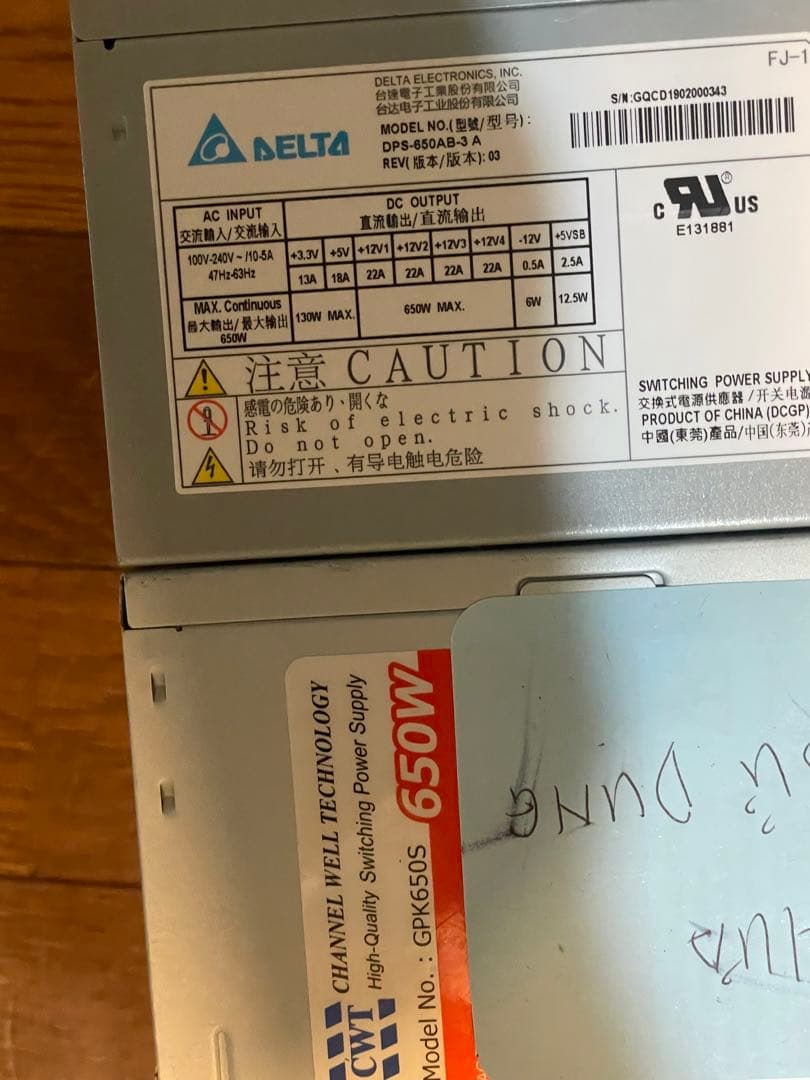 FJ-1
DELTA ELECTRONICS, INC.
台達電子工業股份有限公司
台达电子工业股份有限公司
DELTA
MODEL NO.(型號/型号):
DPS-650AB-3 A
REV(版本/版本): 03
S/N:GQCD1902000343
c RU ® US
E131881
AC INPUT
交流輸入/交流输入
DC OUTPUT
直流輸出/直流输出
100V-240V ~ /10-5A
47Hz-63Hz
+3.3V +5V +12V1 +12V2 +12V3 +12V4 -12V +5VSB
13A 18A 22A 22A 22A 22A 0.5A 2.5A
MAX. Continuous
最大輸出/最大输出
650W
130W MAX. 650W MAX. 6W 12.5W
注意 CAUTION
感電の危険あり、開くな
Risk of electric shock.
Do not open.
请勿打开、有导电触电危险
SWITCHING POWER SUPPLY
交換式電源供應器/开关电源
PRODUCT OF CHINA (DCGP)
中國(東莞)產品/中国(东莞)
CWT
CHANNEL WELL TECHNOLOGY
High-Quality Switching Power Supply
Model No. : GPK650S
650W
DUNG